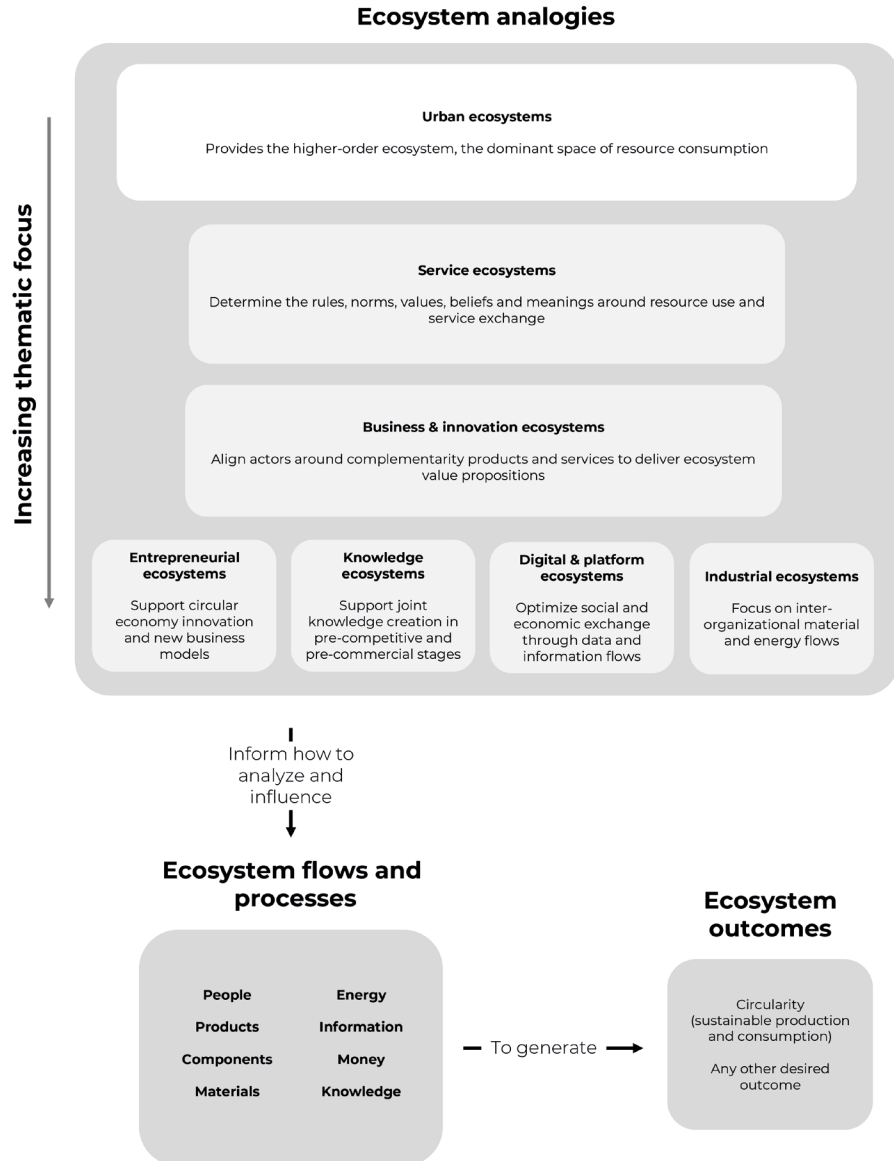 Ecosystem analogies
Increasing thematic focus
Urban ecosystems
Provides the higher-order ecosystem, the dominant space of resource consumption
Service ecosystems
Determine the rules, norms, values, beliefs and meanings around resource use and
service exchange
Business & innovation ecosystems
Align actors around complementarity products and services to deliver ecosystem
value propositions
Entrepreneurial
ecosystems
Support circular
economy innovation
and new business
models
Knowledge
ecosystems
Support joint
knowledge creation in
pre-competitive and
pre-commercial stages
Digital & platform
ecosystems
Optimize social and
economic exchange
through data and
information flows
Industrial ecosystems
Focus on inter-
organizational material
and energy flows
Inform how to
analyze and
influence
Ecosystem flows and
processes
People
Products
Components
Materials
Energy
Information
Money
Knowledge
To generate
Ecosystem
outcomes
Circularity
(sustainable production
and consumption)
Any other desired
outcome